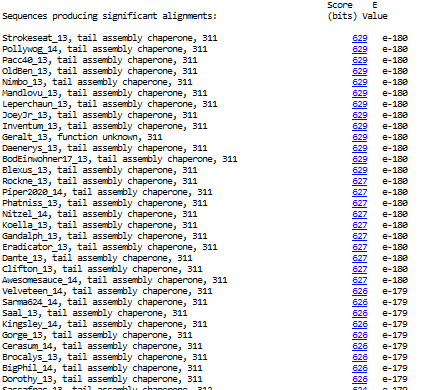 Score E
Sequences producing significant alignments: (bits) Value
Strokeseat_13, tail assembly chaperone, 311 629 e-180
Pollywog_14, tail assembly chaperone, 311 629 e-180
Pacc40_13, tail assembly chaperone, 311 629 e-180
OldBen_13, tail assembly chaperone, 311 629 e-180
Nimbo_13, tail assembly chaperone, 311 629 e-180
Mandlovu_13, tail assembly chaperone, 311 629 e-180
Leperchaun_13, tail assembly chaperone, 311 629 e-180
JoeyJr_13, tail assembly chaperone, 311 629 e-180
Inventum_13, tail assembly chaperone, 311 629 e-180
Geralt_13, function unknown, 311 629 e-180
Daenerys_13, tail assembly chaperone, 311 629 e-180
BodEinwohner17_13, tail assembly chaperone, 311 629 e-180
Blexus_13, tail assembly chaperone, 311 629 e-180
Rockne_13, tail assembly chaperone, 311 627 e-180
Piper2020_14, tail assembly chaperone, 311 627 e-180
Phatniss_13, tail assembly chaperone, 311 627 e-180
Nitzel_14, tail assembly chaperone, 311 627 e-180
Koella_13, tail assembly chaperone, 311 627 e-180
Gandalph_13, tail assembly chaperone, 311 627 e-180
Eradicator_13, tail assembly chaperone, 311 627 e-180
Dante_13, tail assembly chaperone, 311 627 e-180
Clifton_13, tail assembly chaperone, 311 627 e-180
Awesomesauce_14, tail assembly chaperone, 311 627 e-180
Velveteen_14, tail assembly chaperone, 311 626 e-179
Sarma624_14, tail assembly chaperone, 311 626 e-179
Saal_13, tail assembly chaperone, 311 626 e-179
Kingsley_14, tail assembly chaperone, 311 626 e-179
Gorge_13, tail assembly chaperone, 311 626 e-179
Cerasum_14, tail assembly chaperone, 311 626 e-179
Brocalys_13, tail assembly chaperone, 311 626 e-179
BigPhil_14, tail assembly chaperone, 311 626 e-179
Dorothy_13, tail assembly chaperone, 311 626 e-179